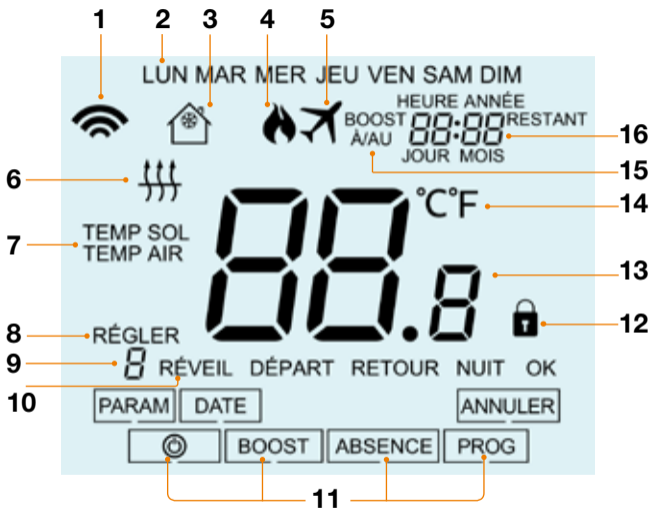 1 2 3 4 5
LUN MAR MER JEU VEN SAM DIM
HEURE ANNÉE
BOOST 88:88 RESTANT
À/AU
JOUR MOIS
16
15
6
°C°F
14
7
TEMP SOL
TEMP AIR
88.8
13
8
RÉGLER
12
9
8 RÉVEIL DÉPART RETOUR NUIT OK
10
PARAM DATE ANNULER
BOOST ABSENCE PROG
11